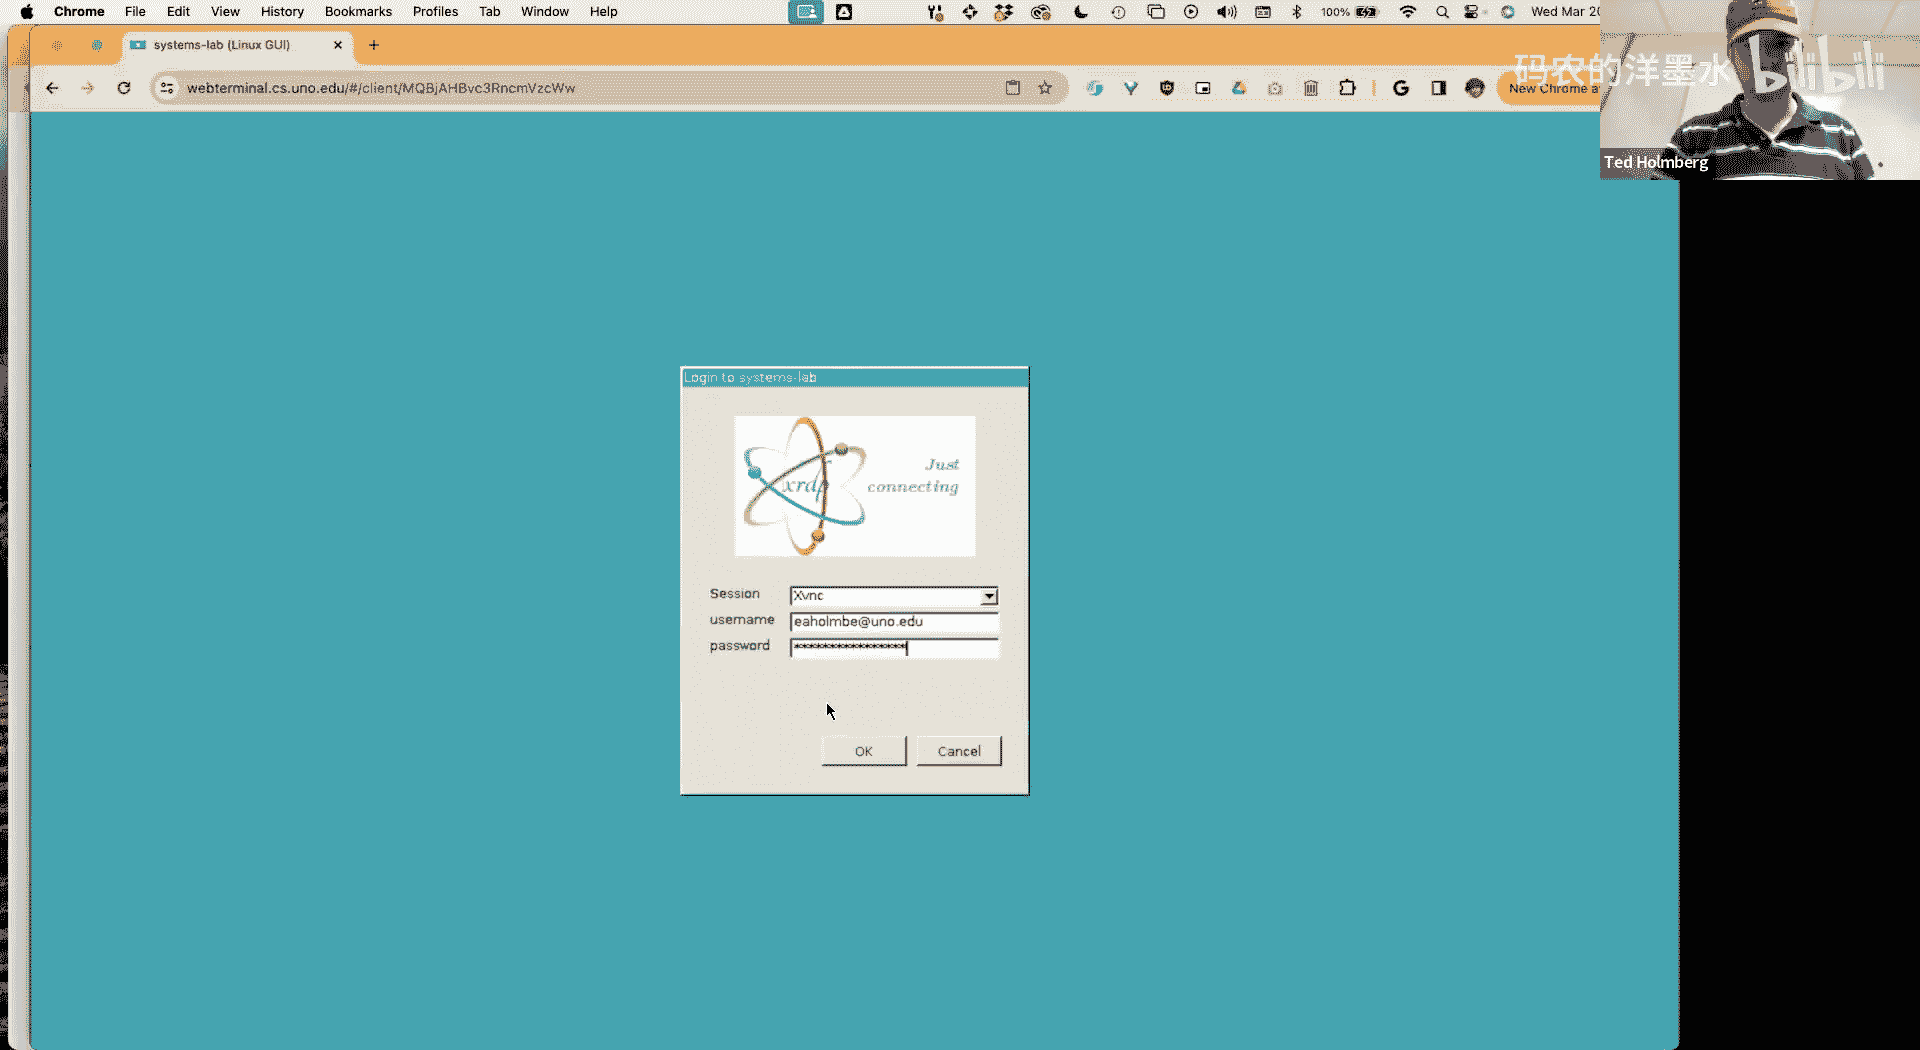 Chrome File Edit View History Bookmarks Profiles Tab Window Help
100%
Wed Mar 20
systems-lab (Linux GUI)
webterminal.cs.uno.edu/#/client/MQBjAHBvc3RncmVzcWw
New Chrome a
码农的洋墨水 bilibili
Ted Holmberg
Login to systems-lab
xrdp
Just
connecting
Session
Xvnc
username
eaholmbe@uno.edu
password
********************
OK
Cancel